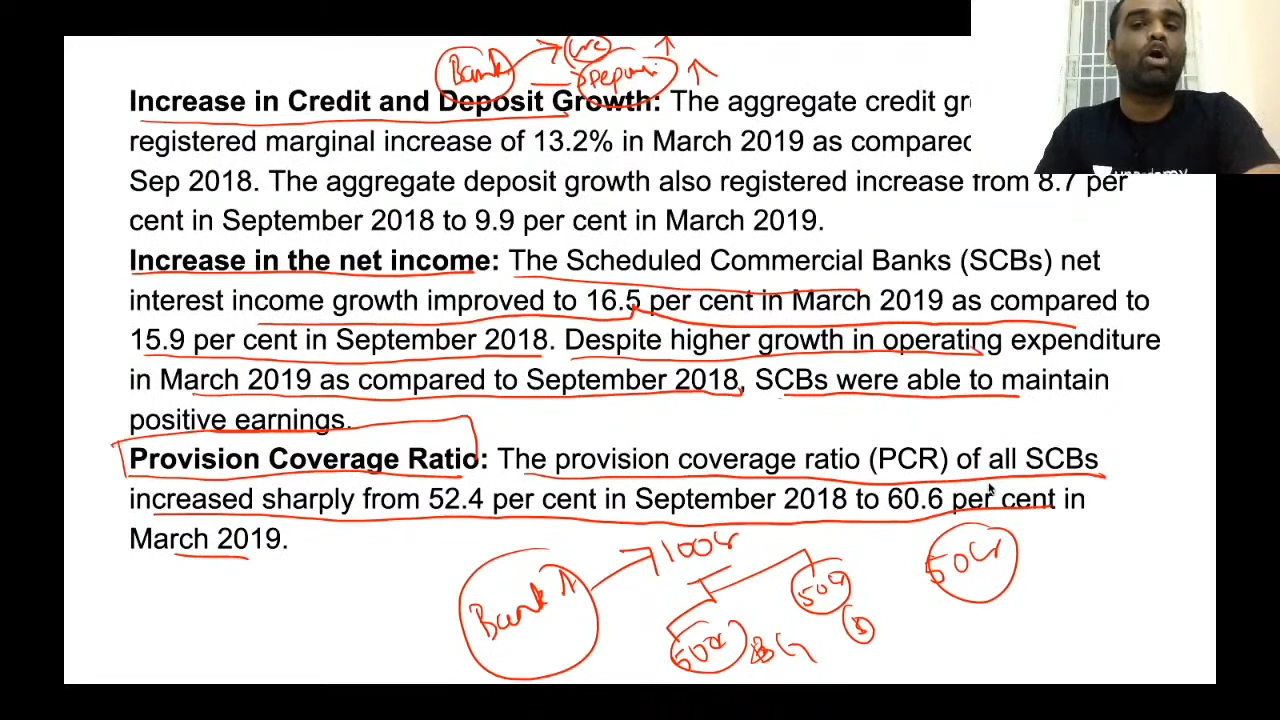 Bank
Increase in Credit and Deposit Growth: The aggregate credit
registered marginal increase of 13.2% in March 2019 as compared
Sep 2018. The aggregate deposit growth also registered increase from 8.7 per
cent in September 2018 to 9.9 per cent in March 2019.
Increase in the net income: The Scheduled Commercial Banks (SCBs) net
interest income growth improved to 16.5 per cent in March 2019 as compared to
15.9 per cent in September 2018. Despite higher growth in operating expenditure
in March 2019 as compared to September 2018, SCBs were able to maintain
positive earnings.
Provision Coverage Ratio: The provision coverage ratio (PCR) of all SCBs
increased sharply from 52.4 per cent in September 2018 to 60.6 per cent in
March 2019.
100Cr
50Cr
Bank A